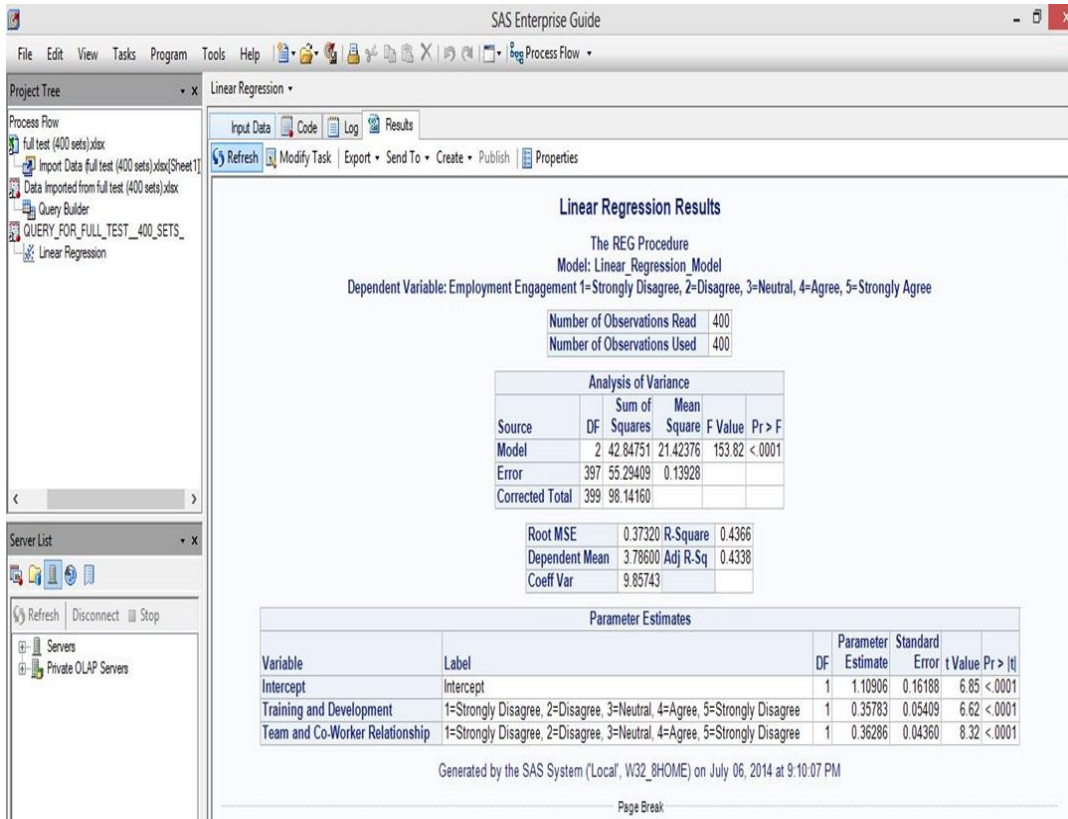 SAS Enterprise Guide
File Edit View Tasks Program Tools Help Process Flow
Project Tree
Process Flow
full test (400 sets).xlsx
Import Data (full test (400 sets).xlsx[Sheet1]
Data Imported from full test (400 sets).xlsx
Query Builder
QUERY_FOR_FULL_TEST__400_SETS_
Linear Regression
Server List
Refresh Disconnect Stop
Servers
Private OLAP Servers
Linear Regression
Input Data Code Log Results
Refresh Modify Task Export Send To Create Publish Properties
Linear Regression Results
The REG Procedure
Model: Linear_Regression_Model
Dependent Variable: Employment Engagement 1=Strongly Disagree, 2=Disagree, 3=Neutral, 4=Agree, 5=Strongly Agree
Number of Observations Read 400
Number of Observations Used 400
Analysis of Variance
Source DF Sum of Squares Mean Square F Value Pr > F
Model 2 42.84751 21.42376 153.82 <.0001
Error 397 55.29409 0.13928
Corrected Total 399 98.14160
Root MSE 0.37320 R-Square 0.4366
Dependent Mean 3.78600 Adj R-Sq 0.4338
Coeff Var 9.85743
Parameter Estimates
Variable Label DF Parameter Estimate Standard Error t Value Pr > |t|
Intercept Intercept 1 1.10906 0.16188 6.85 <.0001
Training and Development 1=Strongly Disagree, 2=Disagree, 3=Neutral, 4=Agree, 5=Strongly Disagree 1 0.35783 0.05409 6.62 <.0001
Team and Co-Worker Relationship 1=Strongly Disagree, 2=Disagree, 3=Neutral, 4=Agree, 5=Strongly Disagree 1 0.36286 0.04360 8.32 <.0001
Generated by the SAS System ('Local', W32_8HOME) on July 06, 2014 at 9:10:07 PM
Page Break